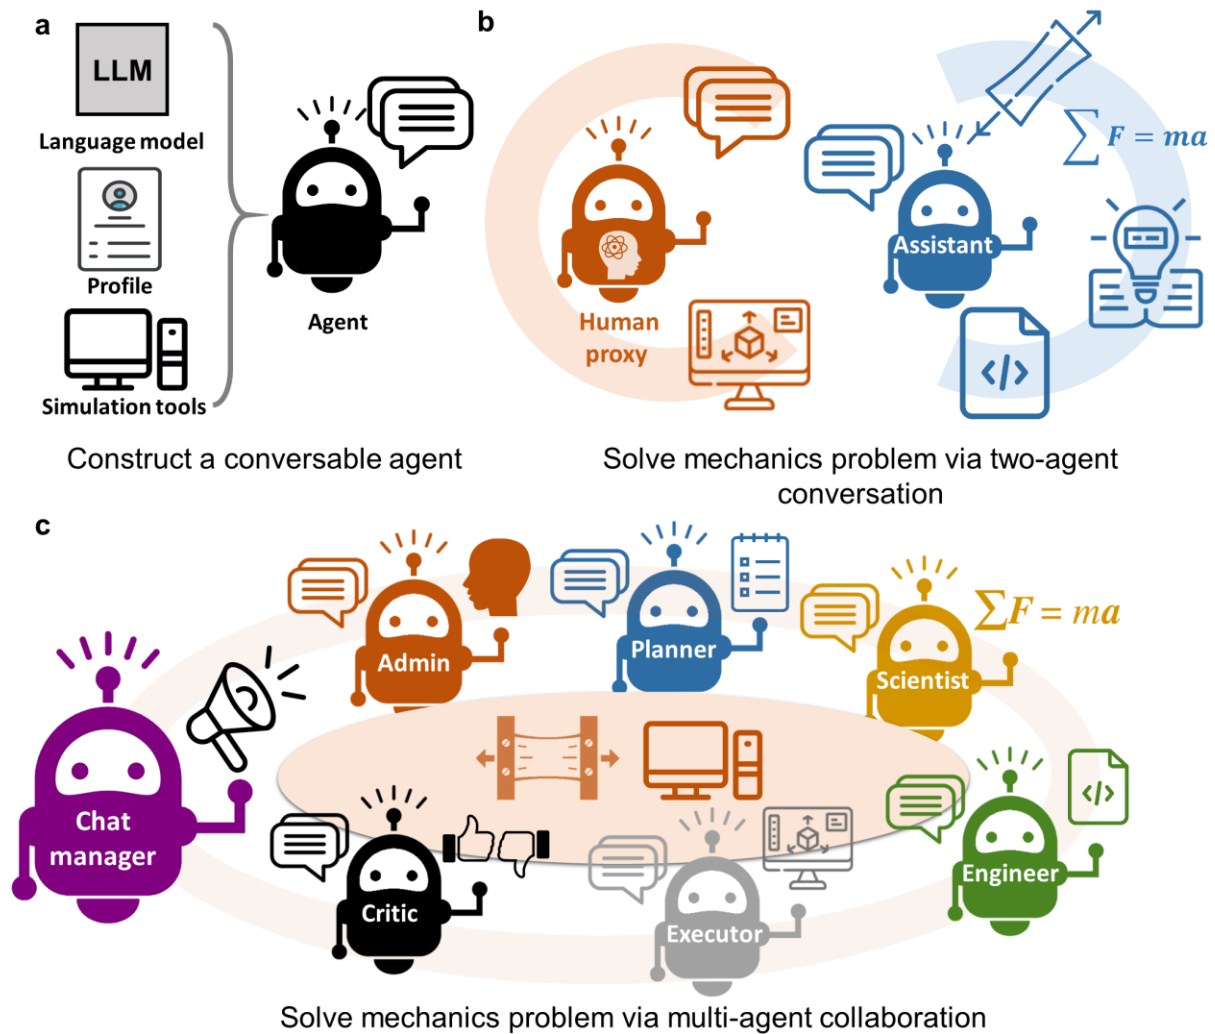 a
LLM
Language model
Profile
Simulation tools
Agent
Construct a conversable agent
b
∑F = ma
Assistant
</>
Human
proxy
Solve mechanics problem via two-agent
conversation
c
Admin
Planner
Scientist
∑F = ma
Chat
manager
Critic
Executor
Engineer
</>
Solve mechanics problem via multi-agent collaboration